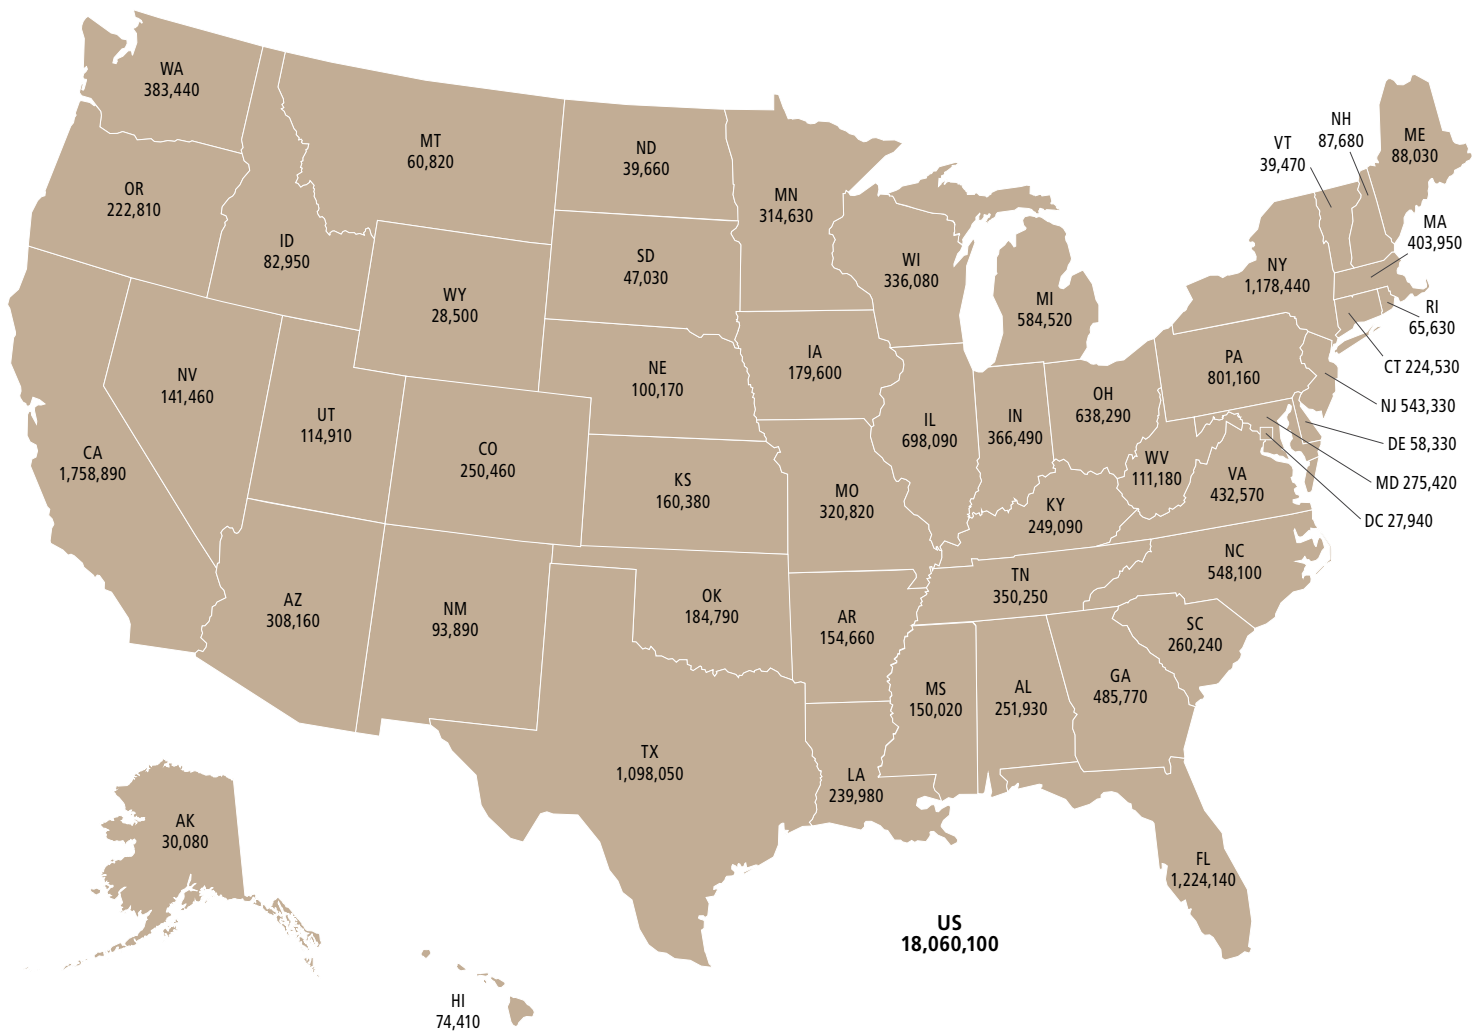 WA
383,440
MT
60,820
ND
39,660
OR
222,810
ID
82,950
MN
314,630
WI
336,080
SD
47,030
WY
28,500
MI
584,520
VT
39,470
NH
87,680
ME
88,030
MA
403,950
NY
1,178,440
RI
65,630
CT 224,530
NJ 543,330
DE 58,330
MD 275,420
DC 27,940
PA
801,160
IA
179,600
NE
100,170
NV
141,460
UT
114,910
CO
250,460
CA
1,758,890
KS
160,380
MO
320,820
IL
698,090
IN
366,490
OH
638,290
WV
111,180
VA
432,570
KY
249,090
TN
350,250
NC
548,100
SC
260,240
AZ
308,160
NM
93,890
OK
184,790
AR
154,660
MS
150,020
AL
251,930
GA
485,770
TX
1,098,050
LA
239,980
FL
1,224,140
AK
30,080
HI
74,410
US
18,060,100